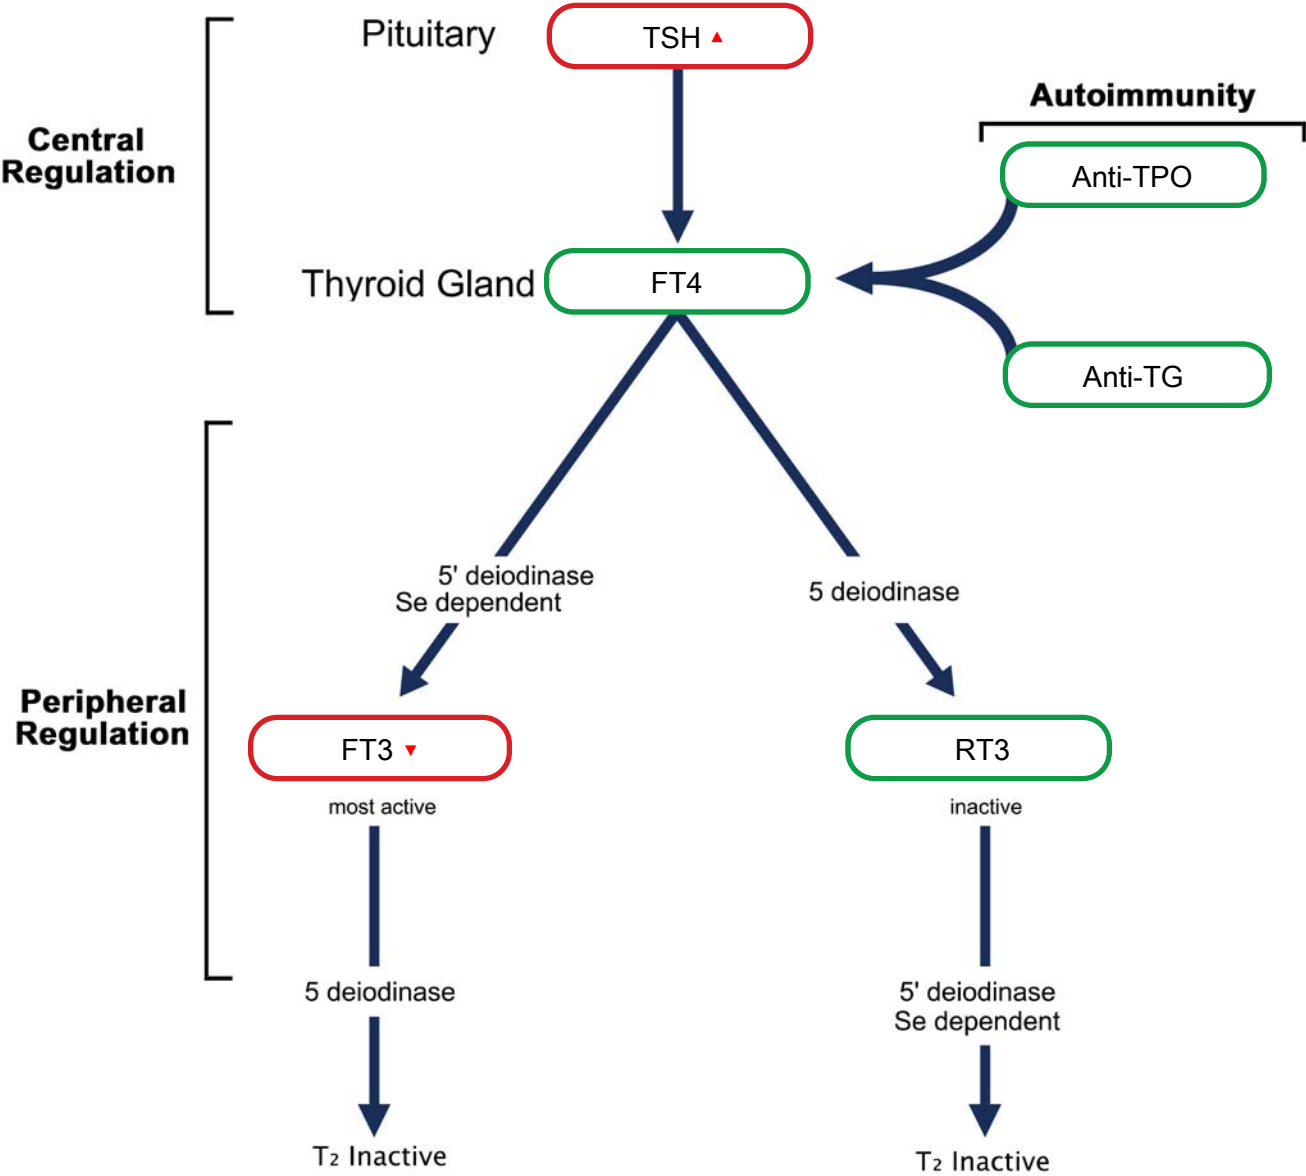 Pituitary
TSH ▲
Autoimmunity
Central
Regulation
Anti-TPO
Thyroid Gland
FT4
Anti-TG
5' deiodinase
Se dependent
5 deiodinase
Peripheral
Regulation
FT3 ▼
RT3
most active
inactive
5 deiodinase
5' deiodinase
Se dependent
T₂ Inactive
T₂ Inactive